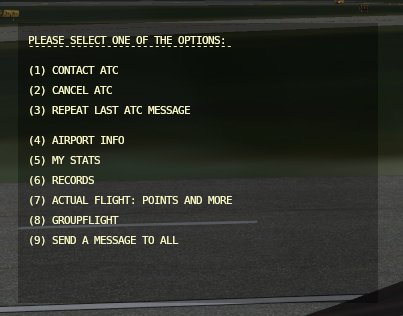 PLEASE SELECT ONE OF THE OPTIONS:
(1) CONTACT ATC
(2) CANCEL ATC
(3) REPEAT LAST ATC MESSAGE
(4) AIRPORT INFO
(5) MY STATS
(6) RECORDS
(7) ACTUAL FLIGHT: POINTS AND MORE
(8) GROUPFLIGHT
(9) SEND A MESSAGE TO ALL